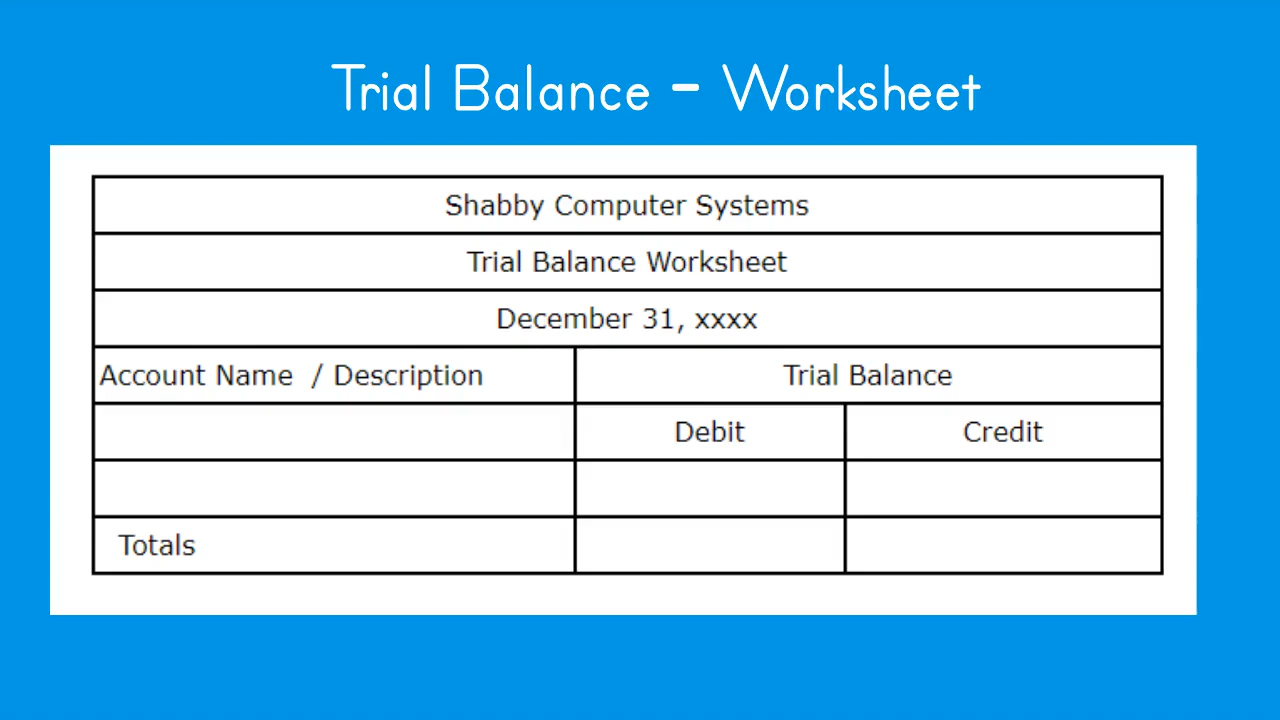 Trial Balance - Worksheet
Shabby Computer Systems
Trial Balance Worksheet
December 31, xxxx
Account Name / Description
Trial Balance
Debit
Credit
Totals